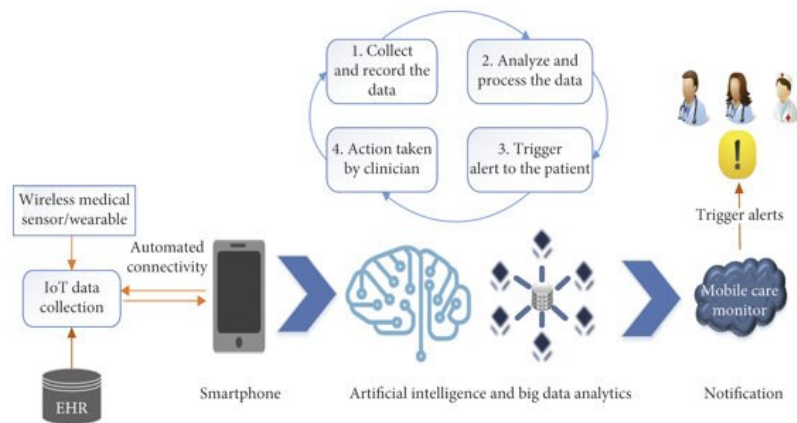 1. Collect
and record the
data
2. Analyze and
process the data
4. Action taken
by clinician
3. Trigger
alert to the patient
Wireless medical
sensor/wearable
Automated
connectivity
IoT data
collection
EHR
Smartphone
Artificial intelligence and big data analytics
!
Trigger alerts
Mobile care
monitor
Notification